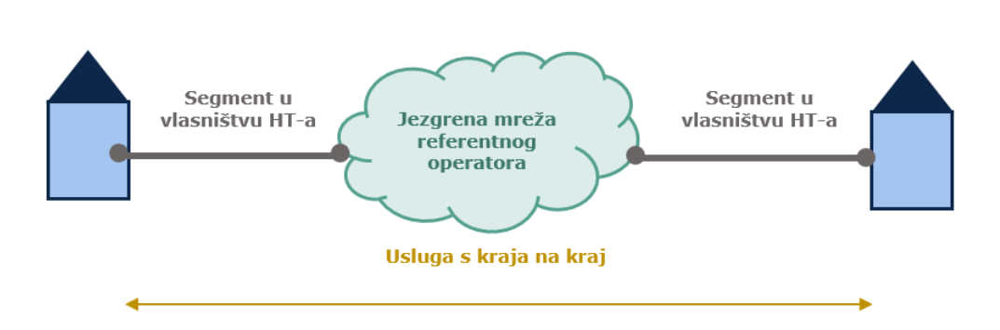 Segment u
vlasništvu HT-a
Jezgrena mreža
referentnog
operatora
Segment u
vlasništvu HT-a
Usluga s kraja na kraj